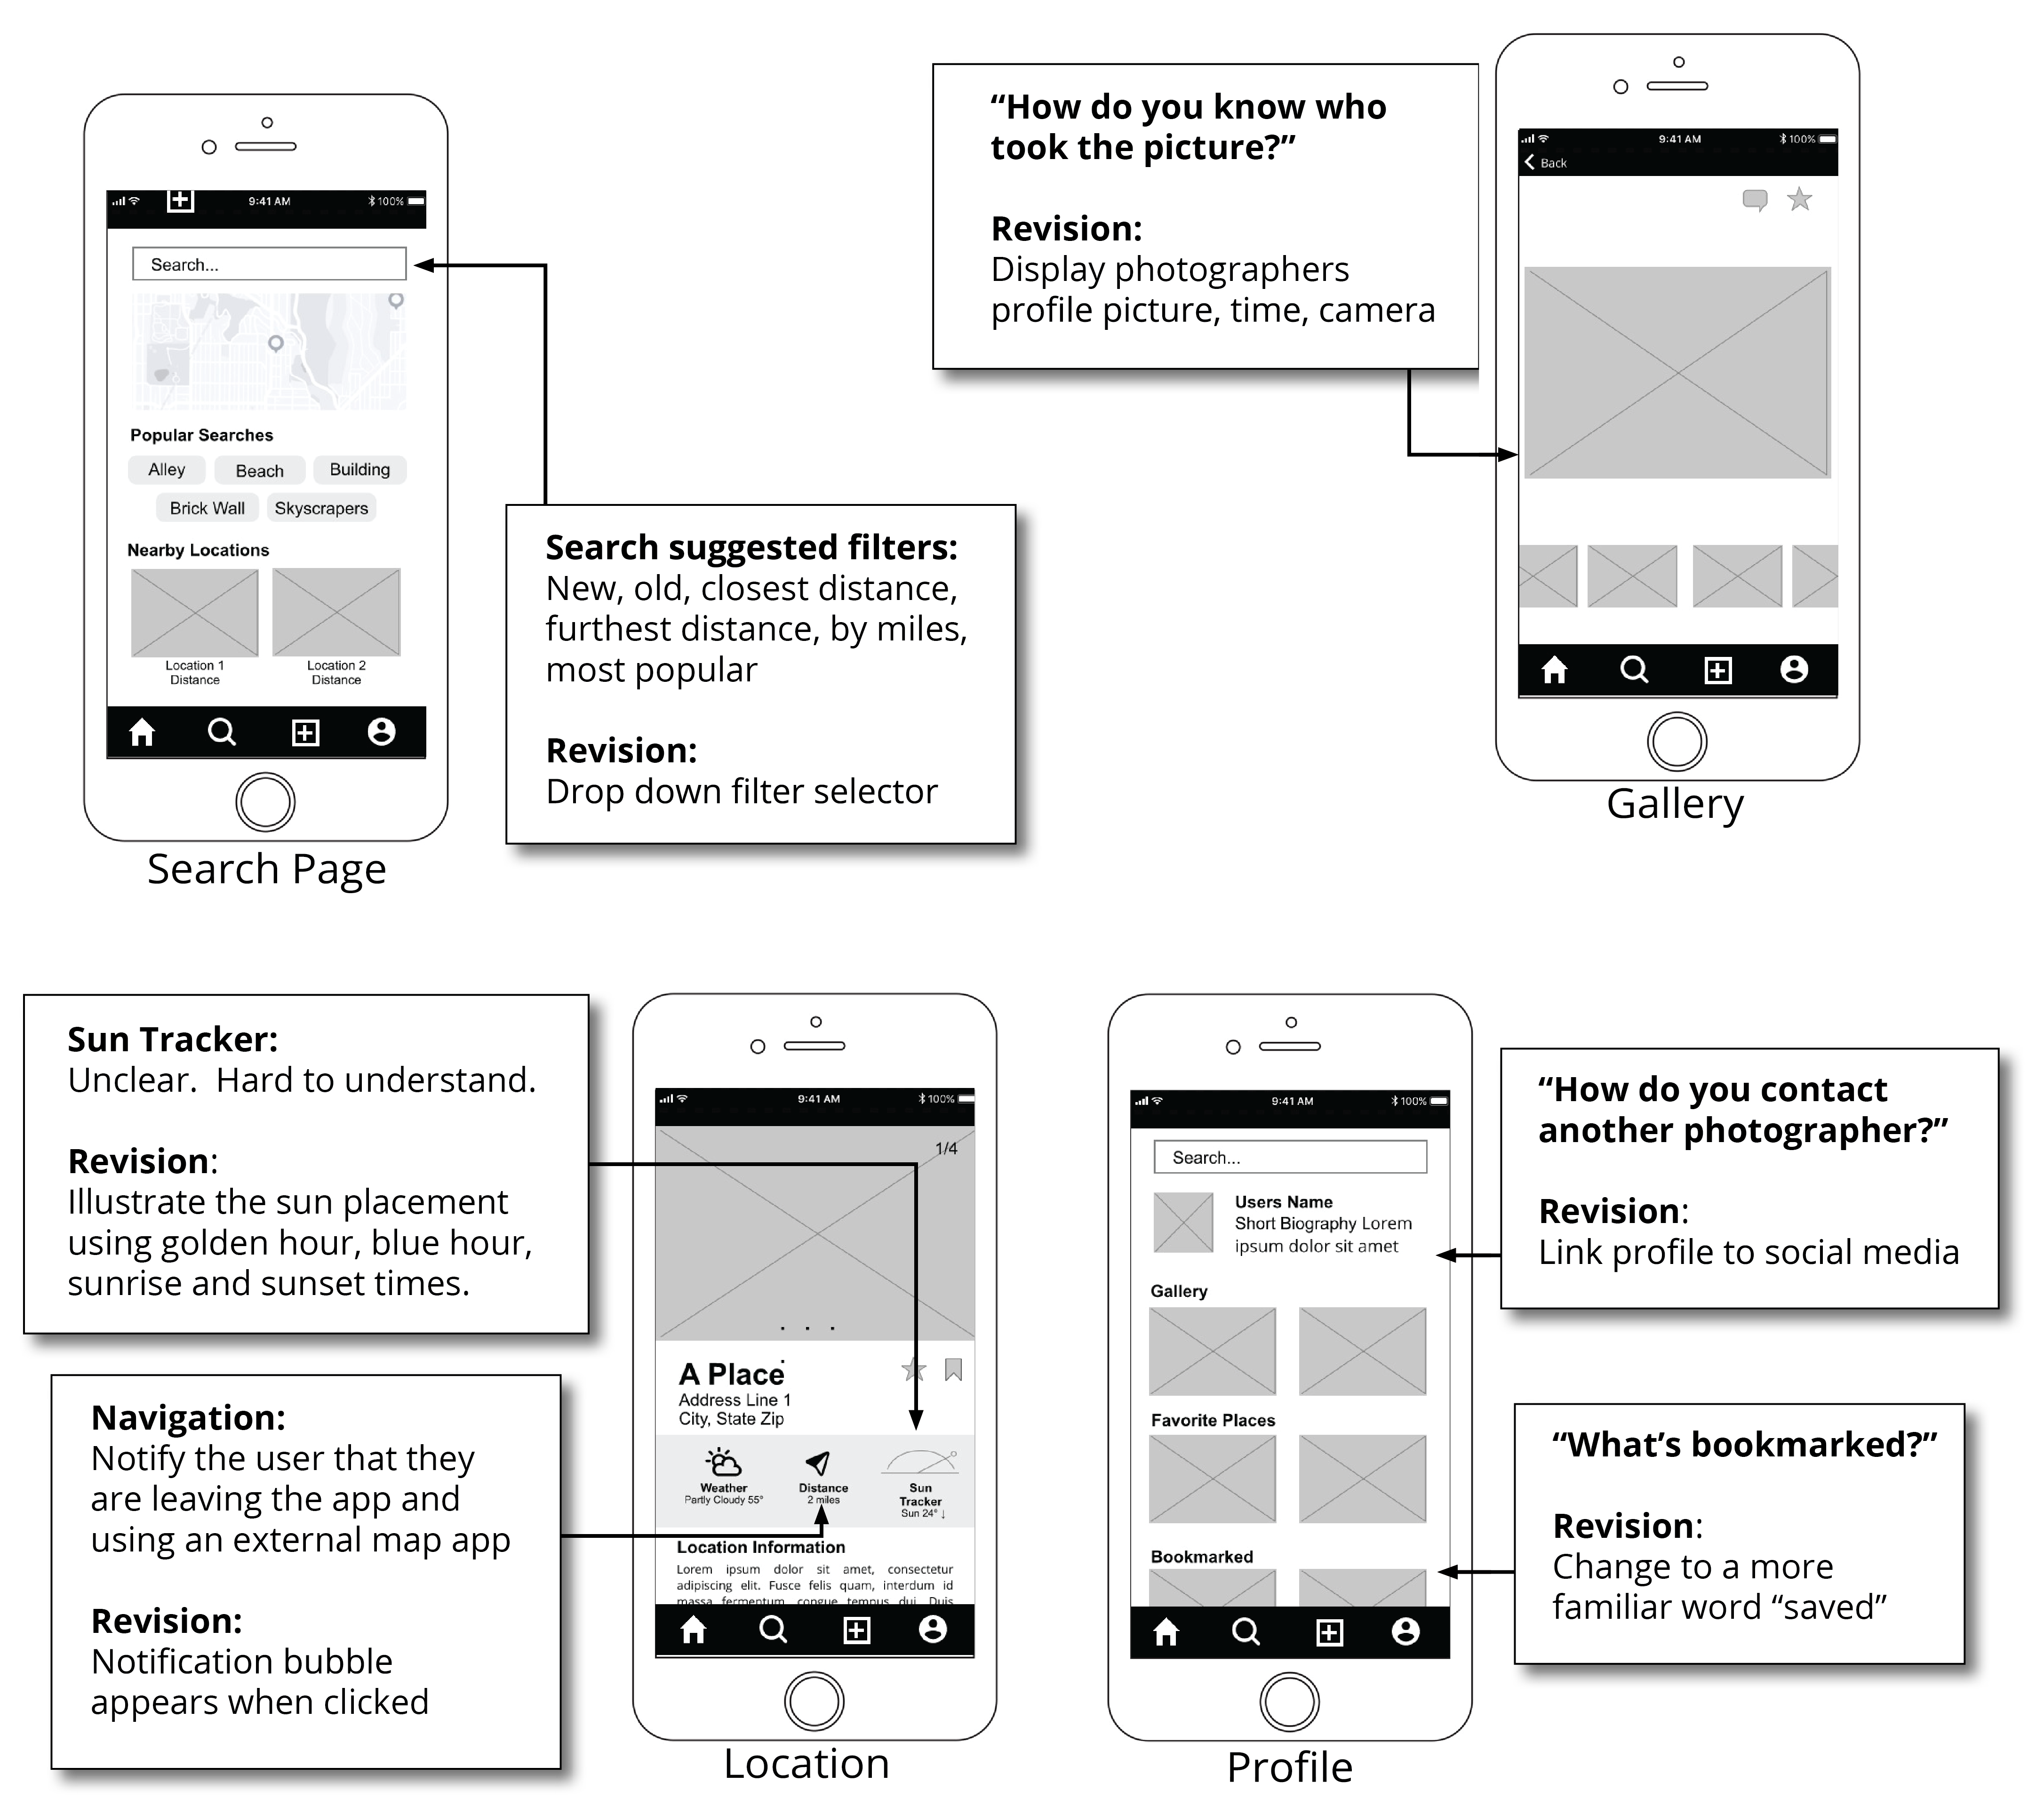 9:41 AM
100%
Search...
Popular Searches
Alley
Beach
Building
Brick Wall
Skyscrapers
Nearby Locations
Location 1
Distance
Location 2
Distance
Search Page
Search suggested filters:
New, old, closest distance,
furthest distance, by miles,
most popular
Revision:
Drop down filter selector
“How do you know who
took the picture?”
Revision:
Display photographers
profile picture, time, camera
9:41 AM
100%
Back
Gallery
Sun Tracker:
Unclear.  Hard to understand.
Revision:
Illustrate the sun placement
using golden hour, blue hour,
sunrise and sunset times.
Navigation:
Notify the user that they
are leaving the app and
using an external map app
Revision:
Notification bubble
appears when clicked
9:41 AM
100%
1/4
A Place
Address Line 1
City, State Zip
Weather
Partly Cloudy 55°
Distance
2 miles
Sun
Tracker
Sun 24° ↓
Location Information
Lorem ipsum dolor sit amet, consectetur
adipiscing elit. Fusce felis quam, interdum id
massa fermentum, congue tempus dui. Duis
Location
9:41 AM
100%
Search...
Users Name
Short Biography Lorem
ipsum dolor sit amet
Gallery
Favorite Places
Bookmarked
Profile
“How do you contact
another photographer?”
Revision:
Link profile to social media
“What’s bookmarked?”
Revision:
Change to a more
familiar word “saved”